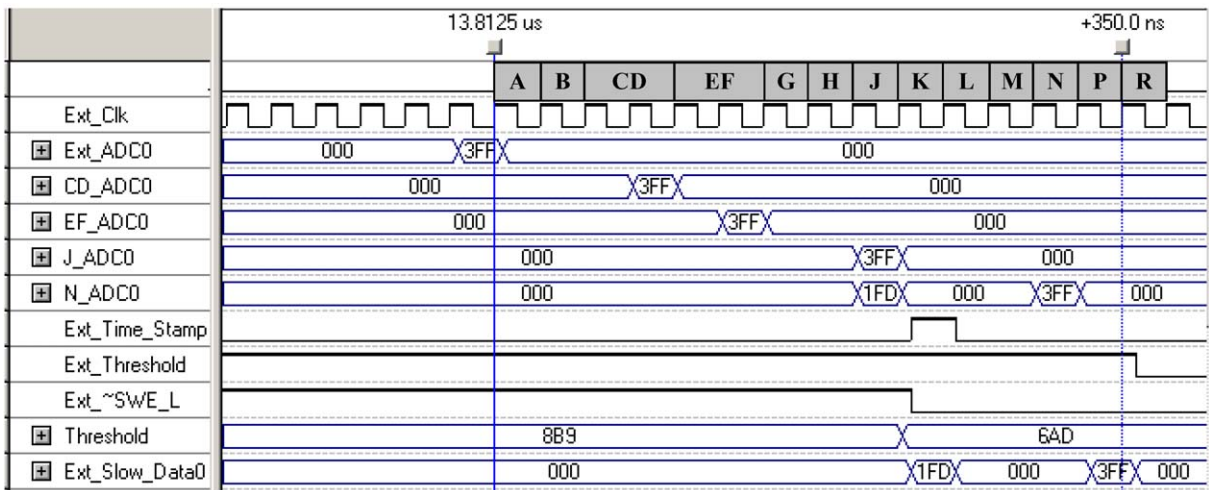 13.8125 us +350.0 ns
A B CD EF G H J K L M N P R
Ext_Clk
Ext_ADC0 000 3FF 000
CD_ADC0 000 3FF 000
EF_ADC0 000 3FF 000
J_ADC0 000 3FF 000
N_ADC0 000 1FD 000 3FF 000
Ext_Time_Stamp
Ext_Threshold
Ext_~SWE_L
Threshold 8B9 6AD
Ext_Slow_Data0 000 1FD 000 3FF 000